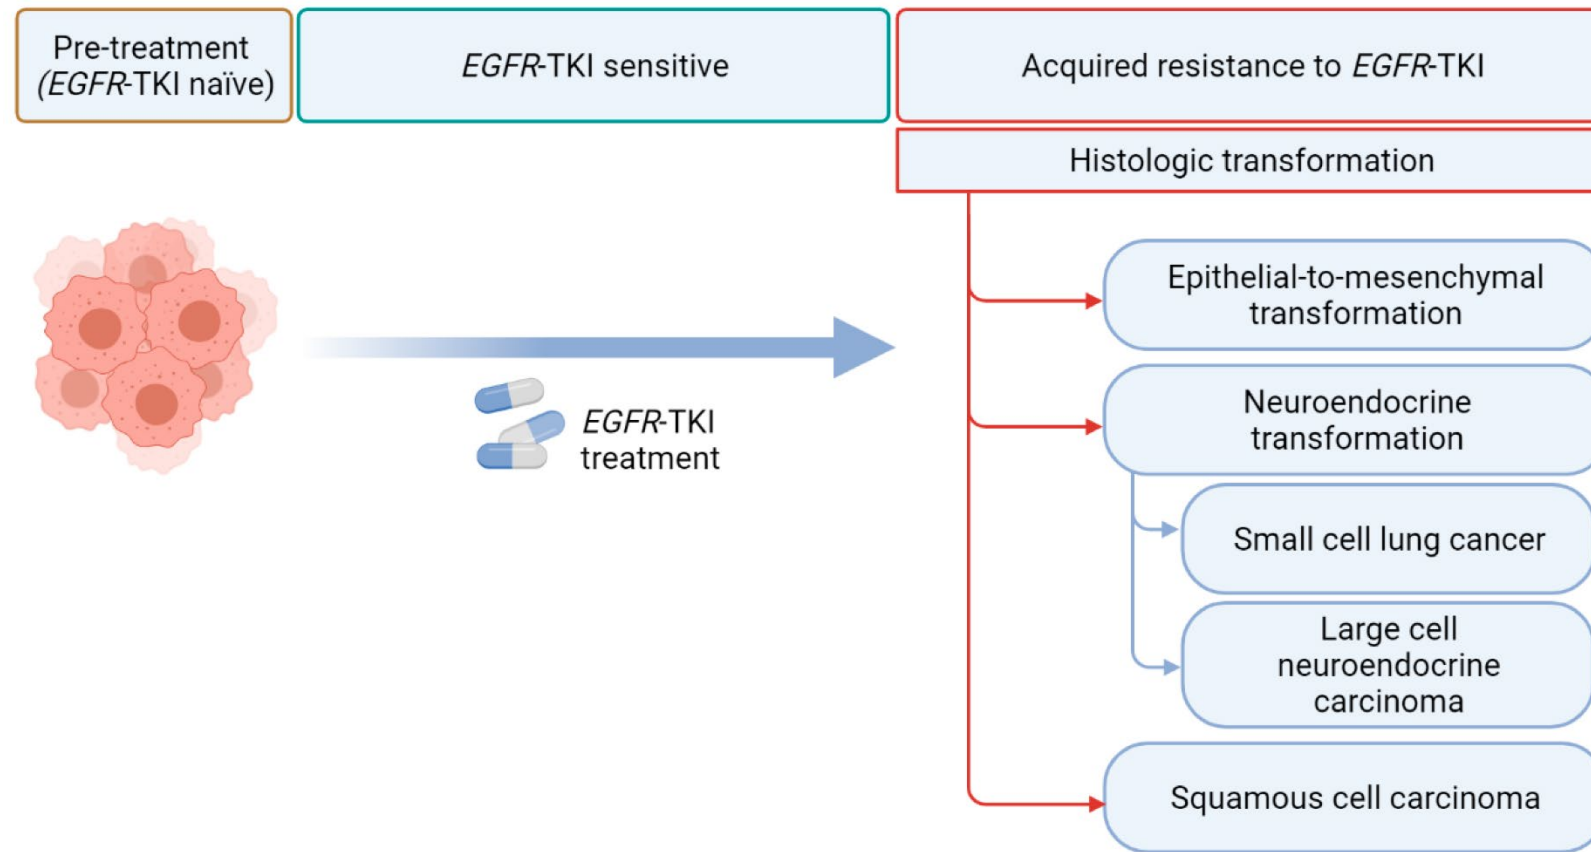 Pre-treatment
(EGFR-TKI naïve)
EGFR-TKI sensitive
Acquired resistance to EGFR-TKI
Histologic transformation
Epithelial-to-mesenchymal
transformation
EGFR-TKI
treatment
Neuroendocrine
transformation
Small cell lung cancer
Large cell
neuroendocrine
carcinoma
Squamous cell carcinoma